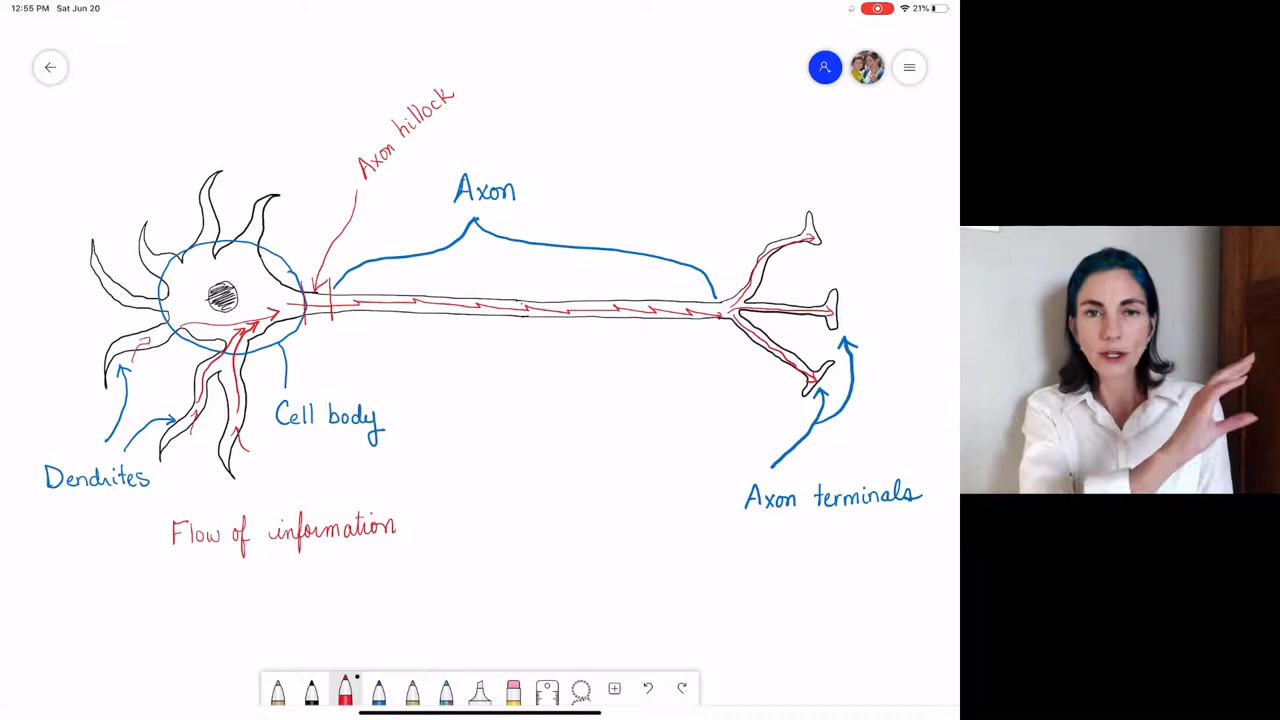 12:55 PM Sat Jun 20
21%
Axon hillock
Axon
Cell body
Dendrites
Axon terminals
Flow of information